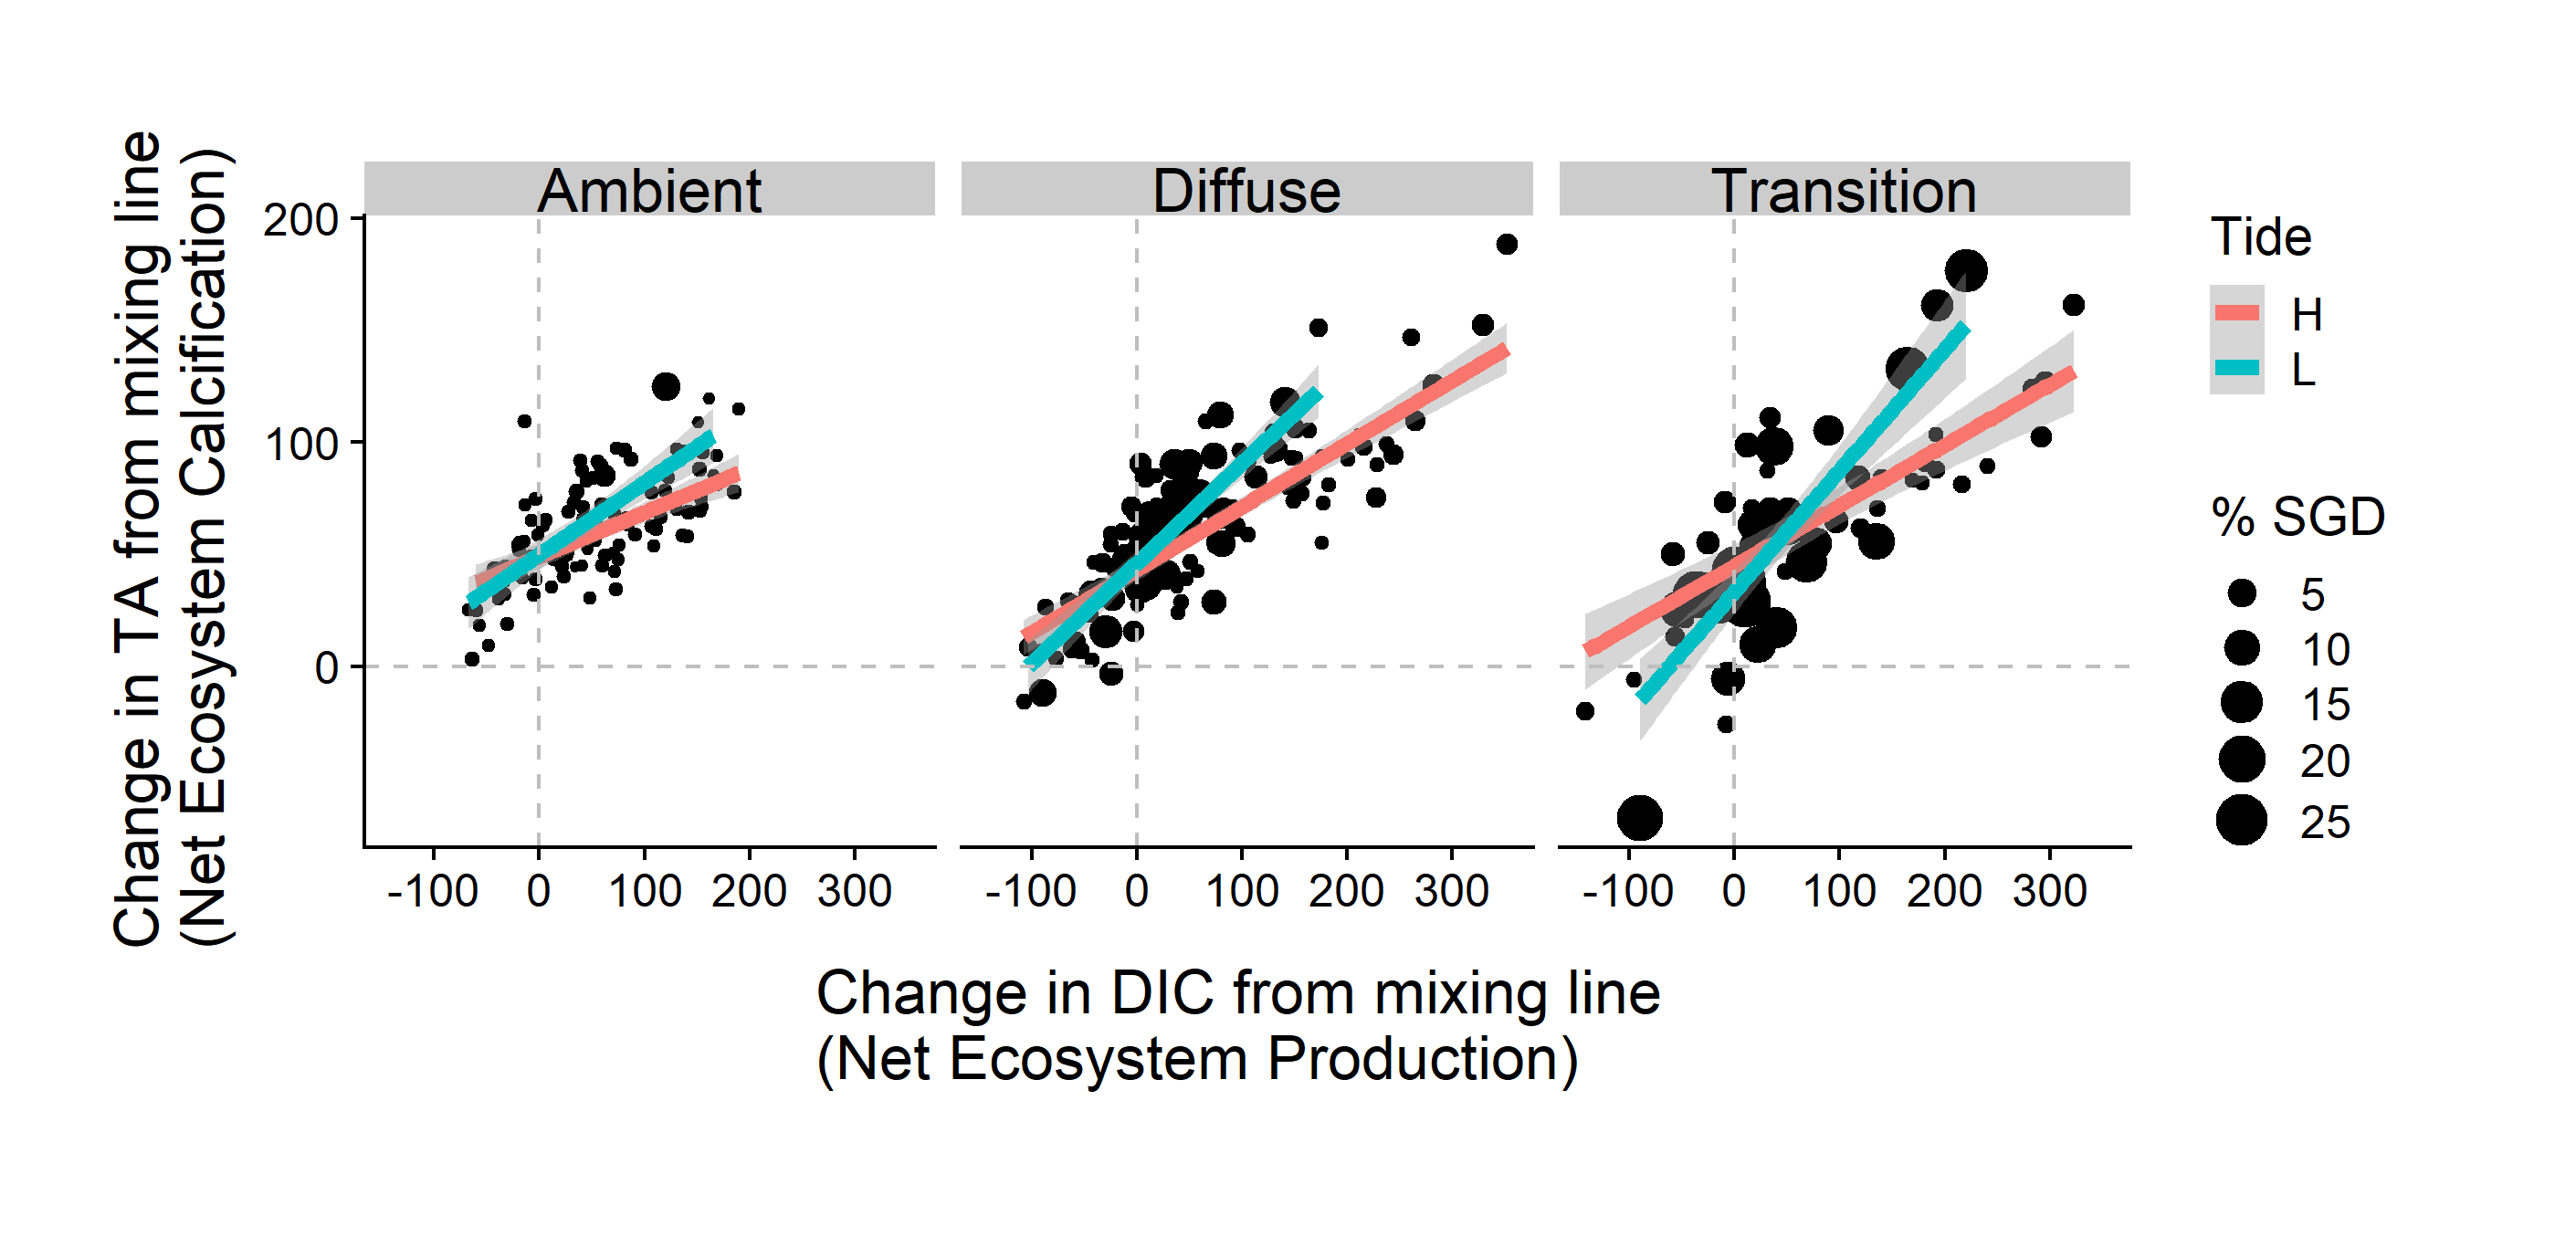 Change in TA from mixing line
(Net Ecosystem Calcification)
Ambient
Diffuse
Transition
200
100
0
-100 0 100 200 300
-100 0 100 200 300
-100 0 100 200 300
Change in DIC from mixing line
(Net Ecosystem Production)
Tide
H
L
% SGD
5
10
15
20
25